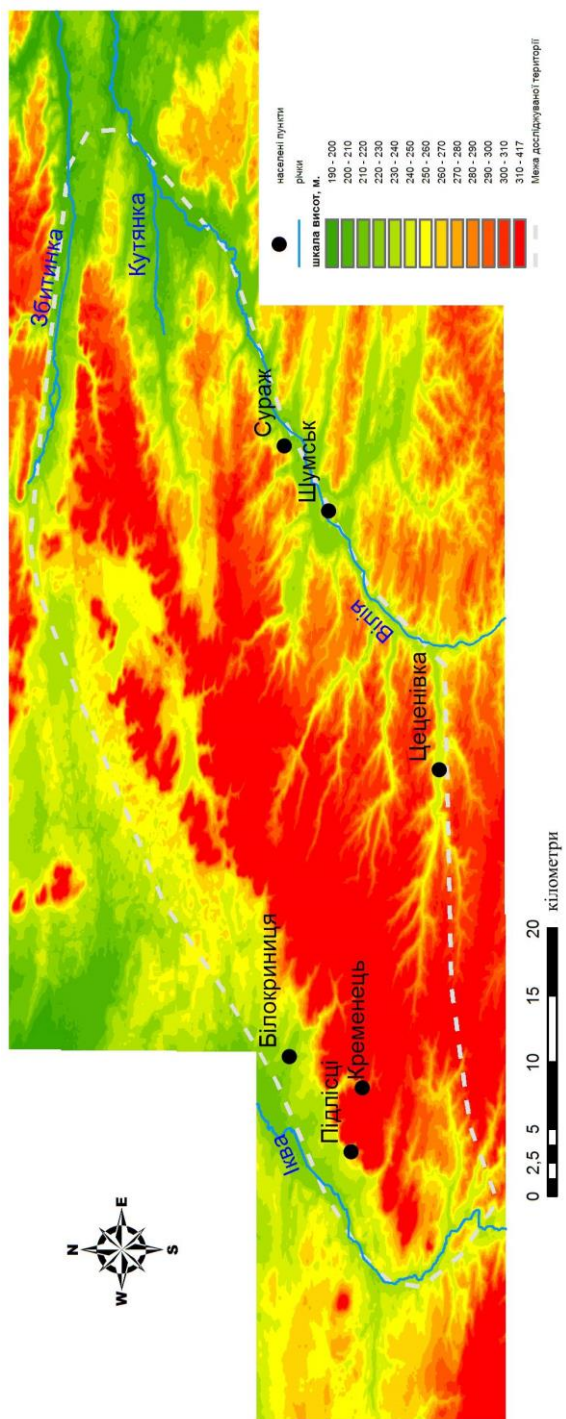 N
W E
S
Збитинка
Кутянка
Сураж
Шумськ
Вілія
Цеценівка
Білокриниця
Іква
Підлісці
Кременець
0 2,5 5 10 15 20
кілометри
населені пункти
річки
шкала висот, м.
190 - 200
200 - 210
210 - 220
220 - 230
230 - 240
240 - 250
250 - 260
260 - 270
270 - 280
280 - 290
290 - 300
300 - 310
310 - 417
Межа досліджуваної території